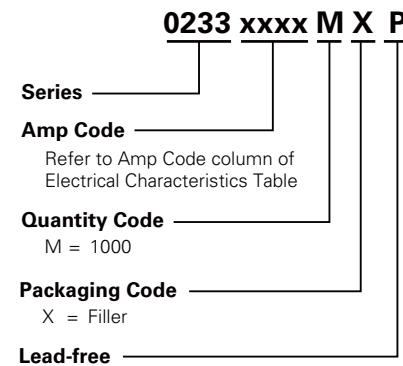 0233 xxxx M X P
Series
Amp Code
Refer to Amp Code column of
Electrical Characteristics Table
Quantity Code
M = 1000
Packaging Code
X = Filler
Lead-free